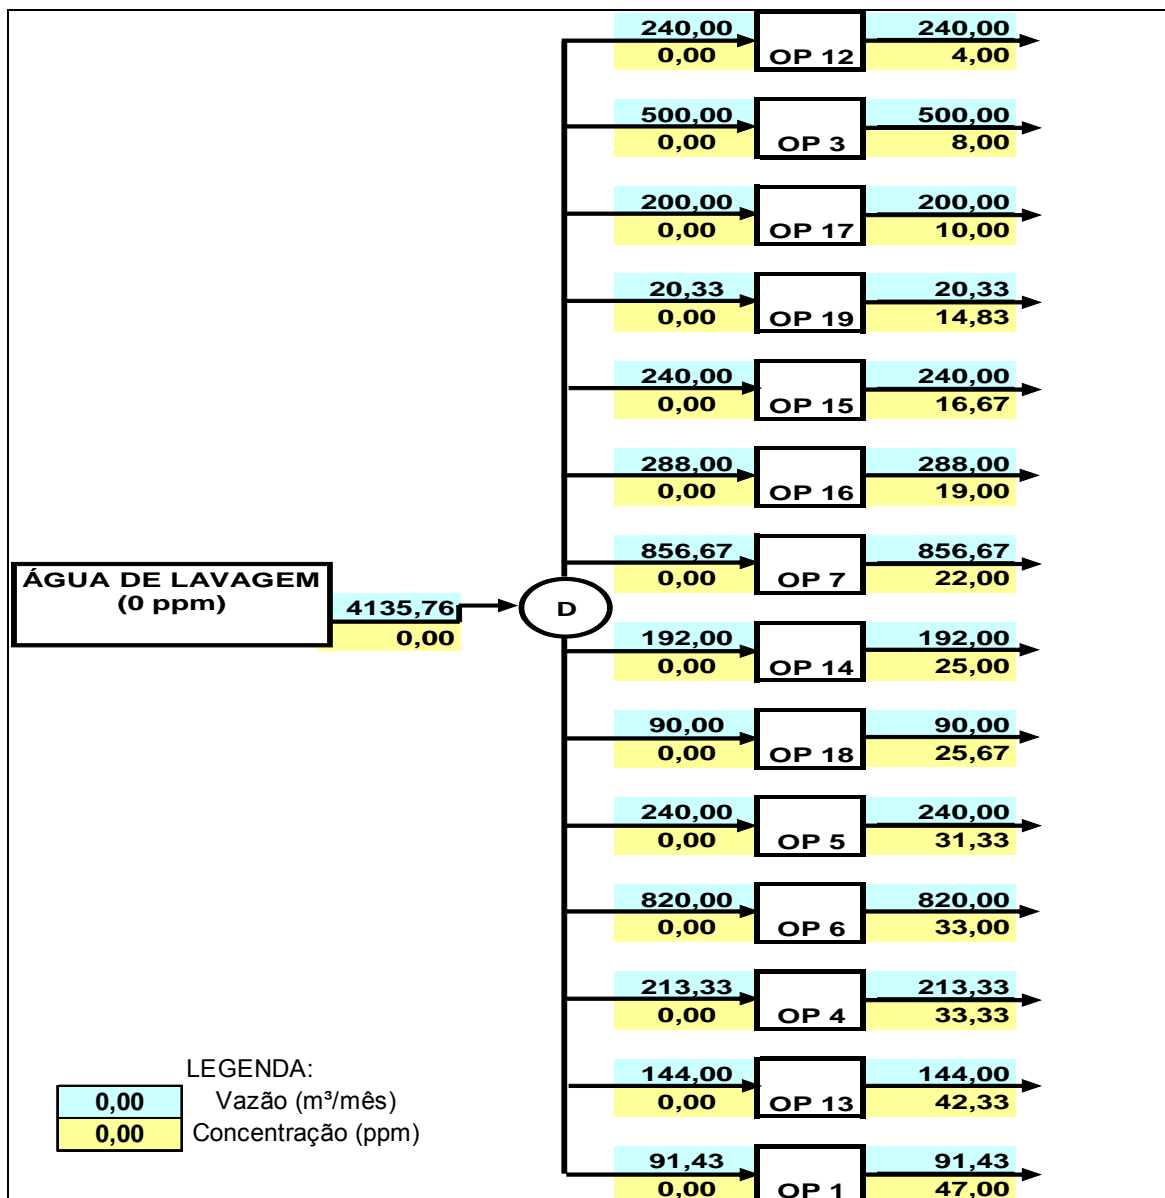 240,00 240,00
0,00 OP 12 4,00
500,00 500,00
0,00 OP 3 8,00
200,00 200,00
0,00 OP 17 10,00
20,33 20,33
0,00 OP 19 14,83
240,00 240,00
0,00 OP 15 16,67
288,00 288,00
0,00 OP 16 19,00
856,67 856,67
0,00 OP 7 22,00
ÁGUA DE LAVAGEM
(0 ppm)
4135,76
0,00
D
192,00 192,00
0,00 OP 14 25,00
90,00 90,00
0,00 OP 18 25,67
240,00 240,00
0,00 OP 5 31,33
820,00 820,00
0,00 OP 6 33,00
213,33 213,33
0,00 OP 4 33,33
144,00 144,00
0,00 OP 13 42,33
91,43 91,43
0,00 OP 1 47,00
LEGENDA:
0,00 Vazão (m³/mês)
0,00 Concentração (ppm)